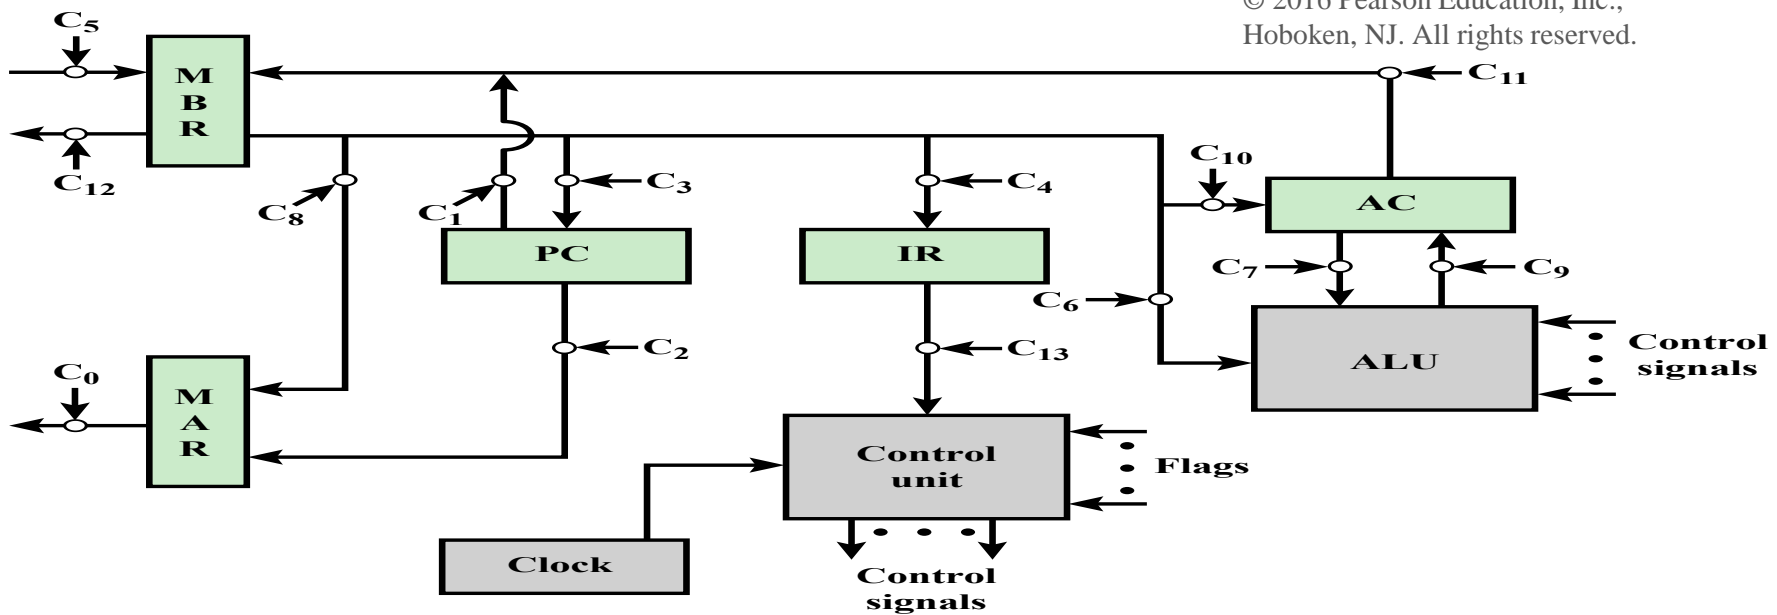 © 2016 Pearson Education, Inc.,
Hoboken, NJ. All rights reserved.
C5
M
B
R
C11
C12
C8
C1
C3
C4
C10
AC
PC
IR
C7
C9
C6
C2
C13
ALU
Control
signals
C0
M
A
R
Control
unit
Flags
Clock
Control
signals